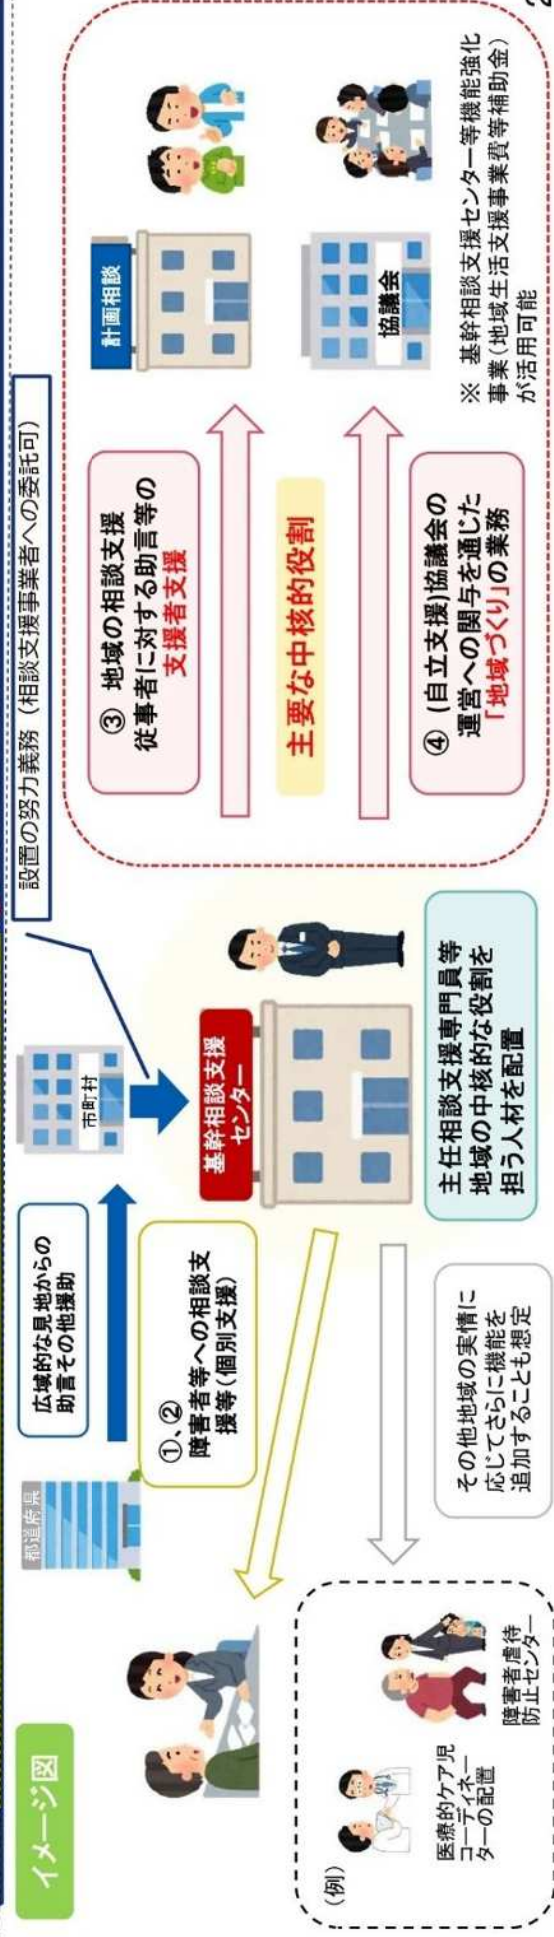 イメージ図
都道府県
広域的な見地からの
助言その他援助
市町村
設置の努力義務（相談支援事業者への委託可）
①、②
障害者等への相談支
援等（個別支援）
基幹相談支援
センター
主任相談支援専門員等
地域の中核的な役割を
担う人材を配置
その他地域の実情に
応じてさらに機能を
追加することも想定
（例）
医療的ケア児
コーディネー
ターの配置
障害者虐待
防止センター
③ 地域の相談支援
従事者に対する助言等の
支援者支援
主要な中核的役割
④ (自立支援)協議会の
運営への関与を通じた
「地域づくり」の業務
計画相談
協議会
※ 基幹相談支援センター等機能強化
事業（地域生活支援事業費等補助金）
が活用可能